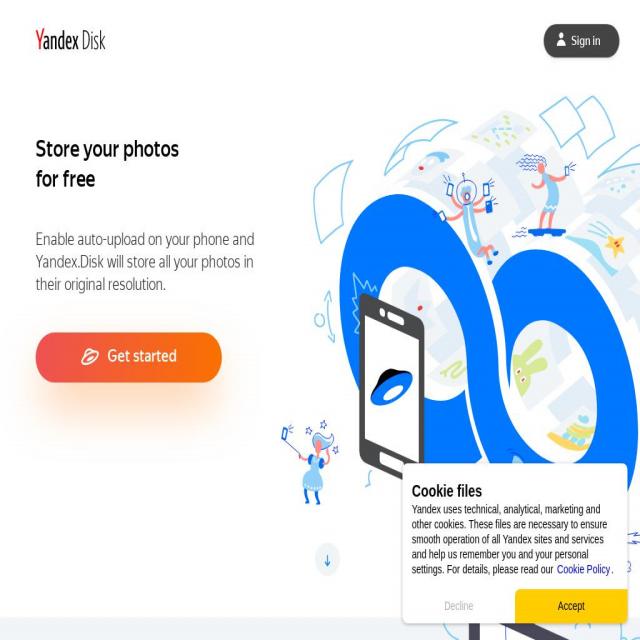 Yandex Disk
Sign in
Store your photos
for free
Enable auto-upload on your phone and
Yandex.Disk will store all your photos in
their original resolution.
Get started
Cookie files
Yandex uses technical, analytical, marketing and
other cookies. These files are necessary to ensure
smooth operation of all Yandex sites and services
and help us remember you and your personal
settings. For details, please read our Cookie Policy.
Decline
Accept